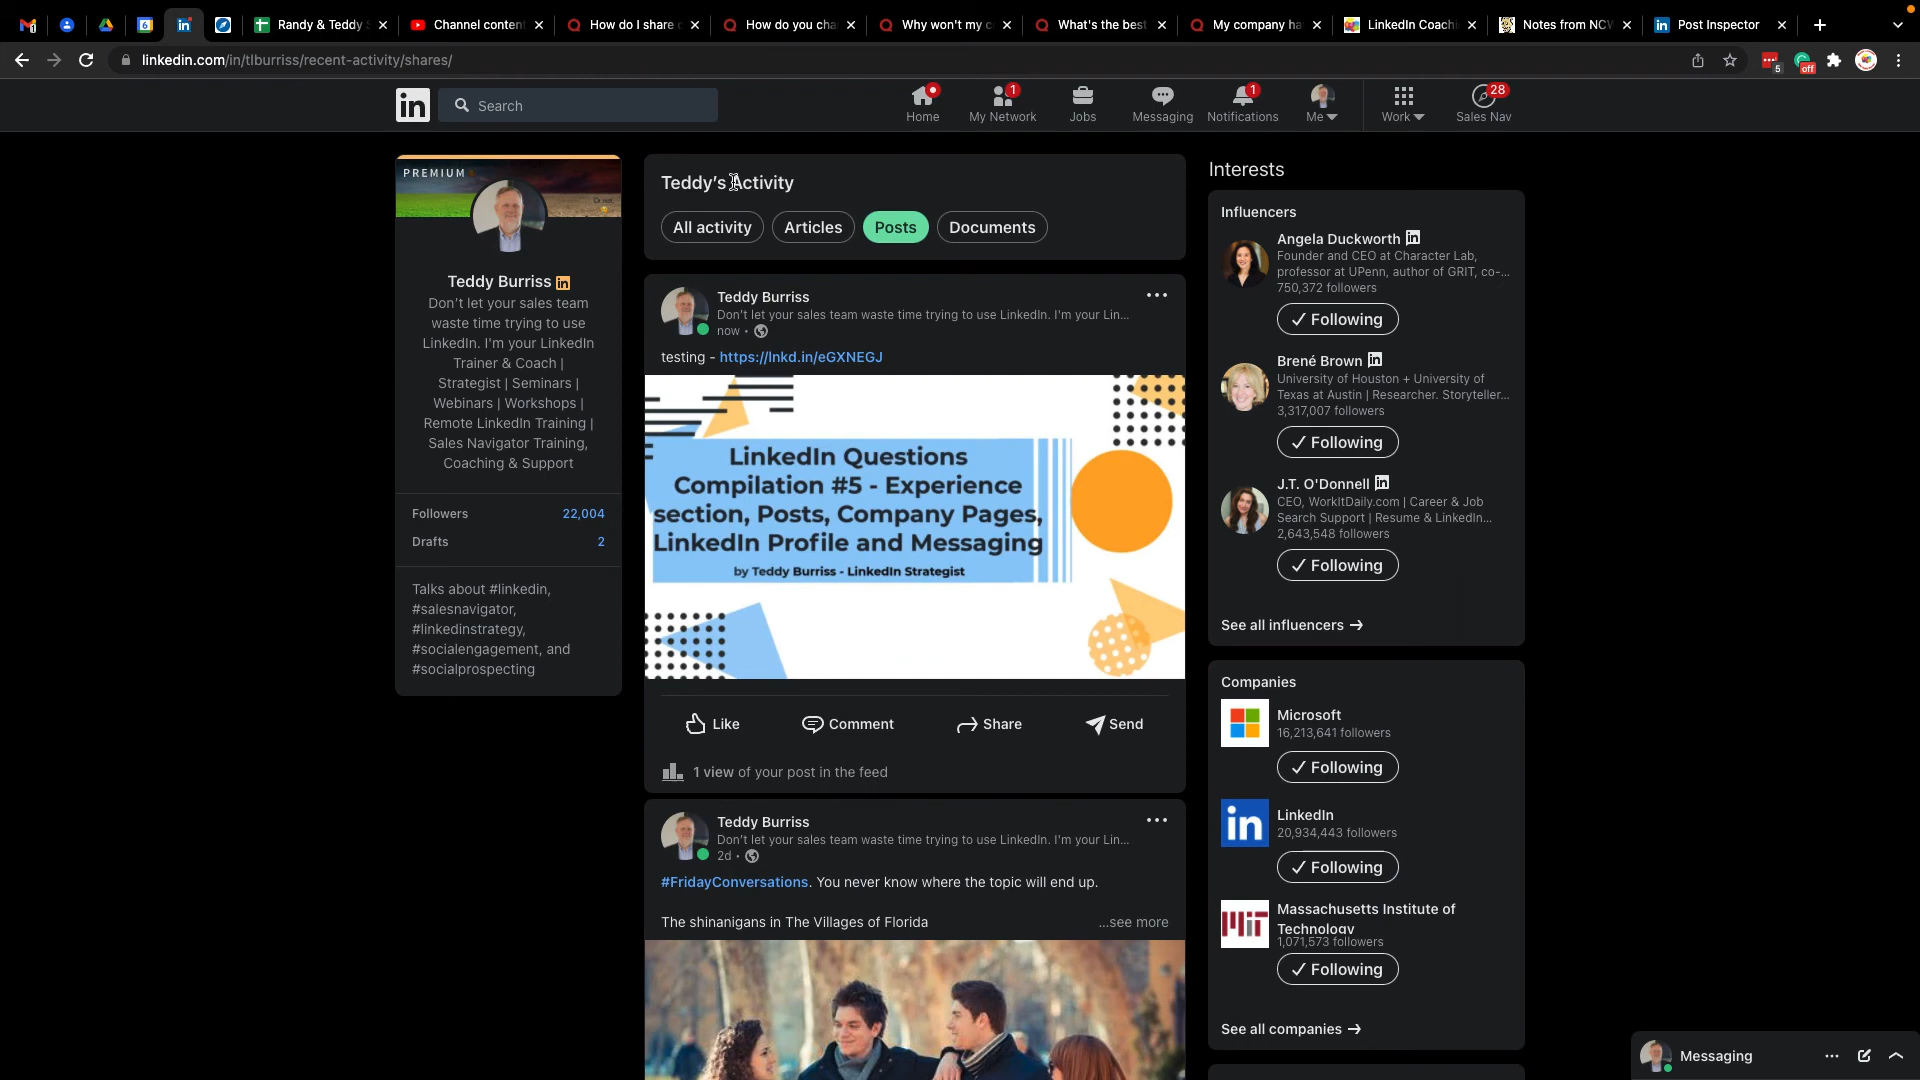 Randy & Teddy S
Channel conten
How do I share c
How do you cha
Why won't my c
What's the best
My company ha
LinkedIn Coachi
Notes from NCW
Post Inspector
linkedin.com/in/tlburriss/recent-activity/shares/
5
off
in
Search
Home
1
My Network
Jobs
Messaging
1
Notifications
Me
Work
28
Sales Nav
PREMIUM
Teddy Burriss in
Don't let your sales team
waste time trying to use
LinkedIn. I'm your LinkedIn
Trainer & Coach |
Strategist | Seminars |
Webinars | Workshops |
Remote LinkedIn Training |
Sales Navigator Training,
Coaching & Support
Followers 22,004
Drafts 2
Talks about #linkedin,
#salesnavigator,
#linkedinstrategy,
#socialengagement, and
#socialprospecting
Teddy's Activity
All activity
Articles
Posts
Documents
Teddy Burriss
Don't let your sales team waste time trying to use LinkedIn. I'm your Lin...
now •
testing - https://lnkd.in/eGXNEGJ
LinkedIn Questions
Compilation #5 - Experience
section, Posts, Company Pages,
LinkedIn Profile and Messaging
by Teddy Burriss - LinkedIn Strategist
Like
Comment
Share
Send
1 view of your post in the feed
Teddy Burriss
Don't let your sales team waste time trying to use LinkedIn. I'm your Lin...
2d •
#FridayConversations. You never know where the topic will end up.
The shinanigans in The Villages of Florida
...see more
Interests
Influencers
Angela Duckworth in
Founder and CEO at Character Lab,
professor at UPenn, author of GRIT, co-...
750,372 followers
Following
Brené Brown in
University of Houston + University of
Texas at Austin | Researcher. Storyteller...
3,317,007 followers
Following
J.T. O'Donnell in
CEO, WorkItDaily.com | Career & Job
Search Support | Resume & LinkedIn...
2,643,548 followers
Following
See all influencers
Companies
Microsoft
16,213,641 followers
Following
in
LinkedIn
20,934,443 followers
Following
Massachusetts Institute of
Technology
1,071,573 followers
Following
See all companies
Messaging